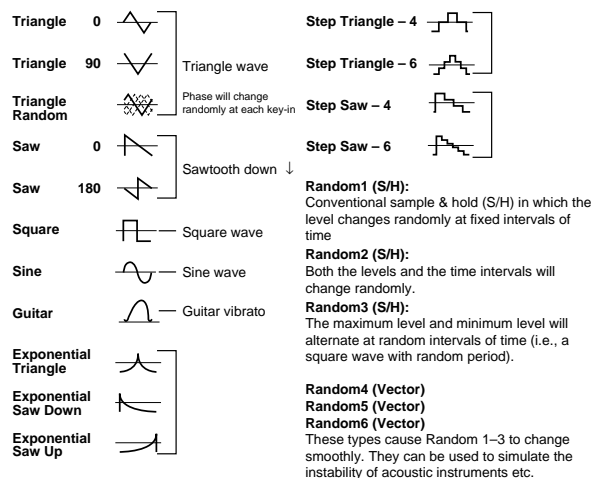 Triangle 0
Triangle 90
Triangle wave
Triangle
Random
Phase will change
randomly at each key-in
Saw 0
Saw 180
Sawtooth down ↓
Square
Square wave
Sine
Sine wave
Guitar
Guitar vibrato
Exponential
Triangle
Exponential
Saw Down
Exponential
Saw Up
Step Triangle – 4
Step Triangle – 6
Step Saw – 4
Step Saw – 6
Random1 (S/H):
Conventional sample & hold (S/H) in which the
level changes randomly at fixed intervals of
time
Random2 (S/H):
Both the levels and the time intervals will
change randomly.
Random3 (S/H):
The maximum level and minimum level will
alternate at random intervals of time (i.e., a
square wave with random period).
Random4 (Vector)
Random5 (Vector)
Random6 (Vector)
These types cause Random 1–3 to change
smoothly. They can be used to simulate the
instability of acoustic instruments etc.